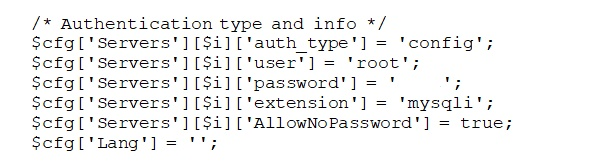 /* Authentication type and info */
$cfg['Servers'][$i]['auth_type'] = 'config';
$cfg['Servers'][$i]['user'] = 'root';
$cfg['Servers'][$i]['password'] = '    ';
$cfg['Servers'][$i]['extension'] = 'mysqli';
$cfg['Servers'][$i]['AllowNoPassword'] = true;
$cfg['Lang'] = '';